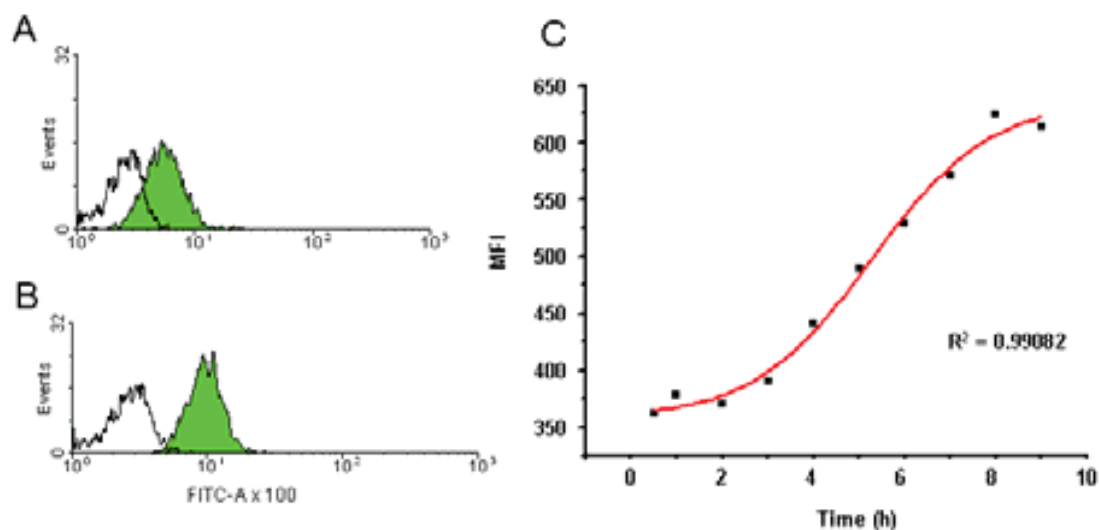 A
32
Events
0
10⁰ 10¹ 10² 10³
B
32
Events
0
10⁰ 10¹ 10² 10³
FITC-A x 100
C
650
600
550
500
450
400
350
MFI
R² = 0.99082
0 2 4 6 8 10
Time (h)